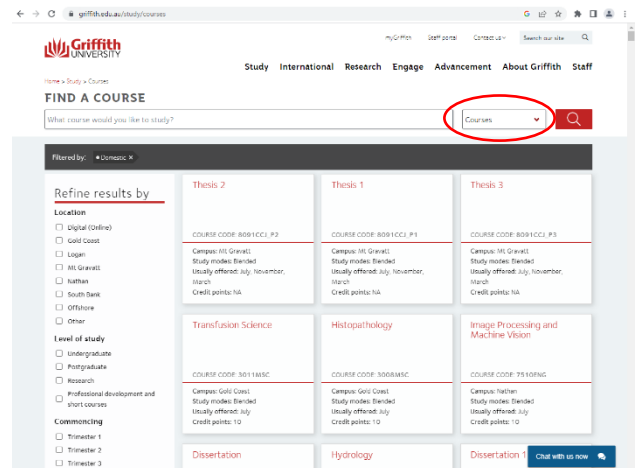 griffith.edu.au/study/courses
Griffith
UNIVERSITY
myGriffith Staff portal Contact us Search our site
Study International Research Engage Advancement About Griffith Staff
Home > Study > Courses
FIND A COURSE
What course would you like to study?
Courses
Filtered by: Domestic ×
Refine results by
Location
Digital (Online)
Gold Coast
Logan
Mt Gravatt
Nathan
South Bank
Offshore
Other
Level of study
Undergraduate
Postgraduate
Research
Professional development and
short courses
Commencing
Trimester 1
Trimester 2
Trimester 3
Thesis 2
COURSE CODE: 8091CCJ_P2
Campus: Mt Gravatt
Study modes: Blended
Usually offered: July, November,
March
Credit points: NA
Thesis 1
COURSE CODE: 8091CCJ_P1
Campus: Mt Gravatt
Study modes: Blended
Usually offered: July, November,
March
Credit points: NA
Thesis 3
COURSE CODE: 8091CCJ_P3
Campus: Mt Gravatt
Study modes: Blended
Usually offered: July, November,
March
Credit points: NA
Transfusion Science
COURSE CODE: 3011MSC
Campus: Gold Coast
Study modes: Blended
Usually offered: July
Credit points: 10
Histopathology
COURSE CODE: 3008MSC
Campus: Gold Coast
Study modes: Blended
Usually offered: July
Credit points: 10
Image Processing and
Machine Vision
COURSE CODE: 7510ENG
Campus: Nathan
Study modes: Blended
Usually offered: July
Credit points: 10
Dissertation
Hydrology
Dissertation 1
Chat with us now